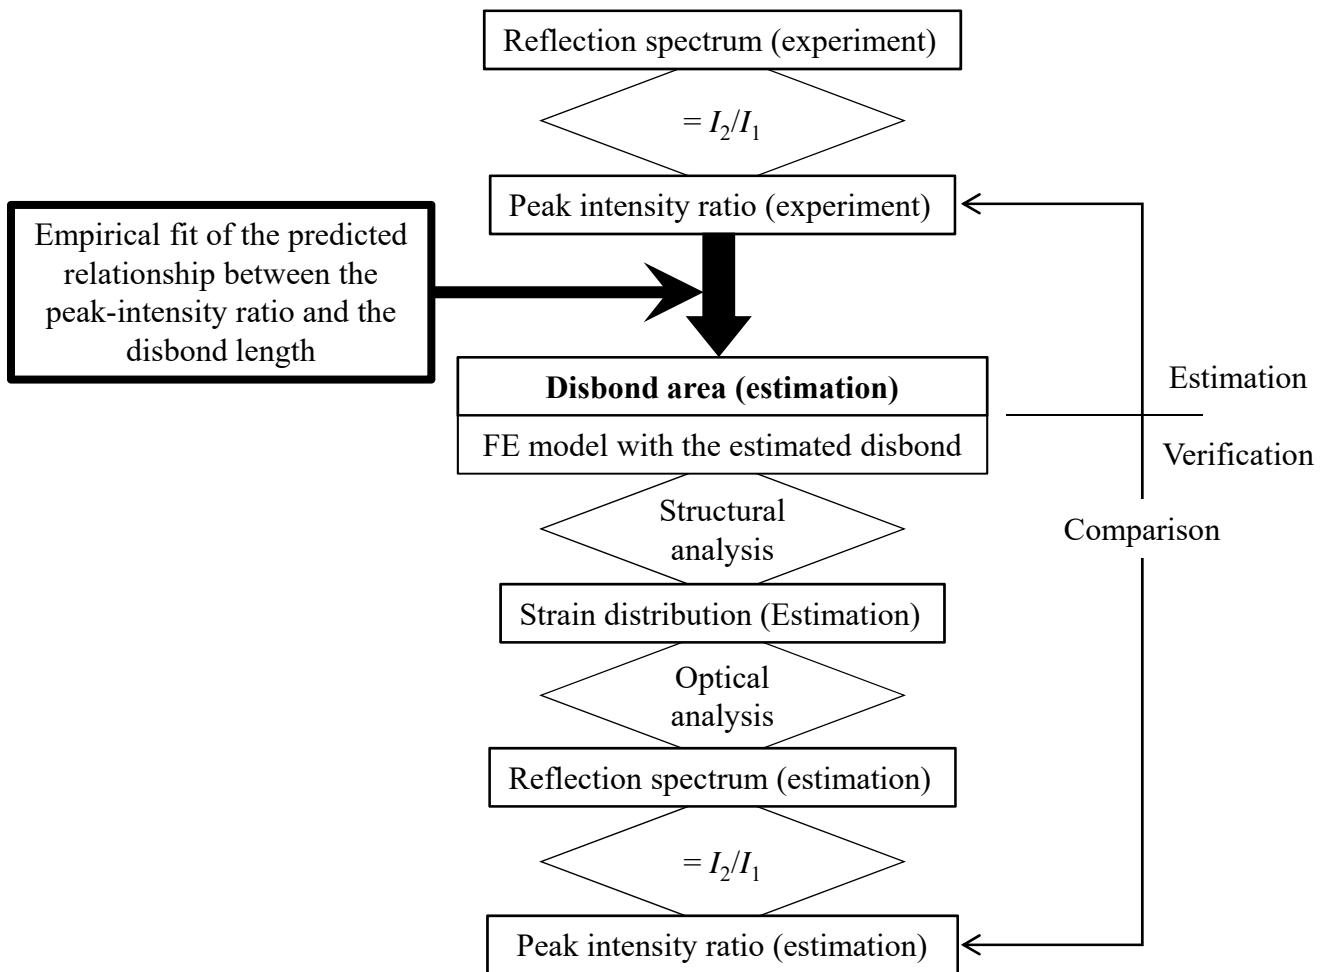 Reflection spectrum (experiment)
= I₂/I₁
Peak intensity ratio (experiment)
Empirical fit of the predicted
relationship between the
peak-intensity ratio and the
disbond length
Disbond area (estimation)
FE model with the estimated disbond
Estimation
Verification
Structural
analysis
Comparison
Strain distribution (Estimation)
Optical
analysis
Reflection spectrum (estimation)
= I₂/I₁
Peak intensity ratio (estimation)